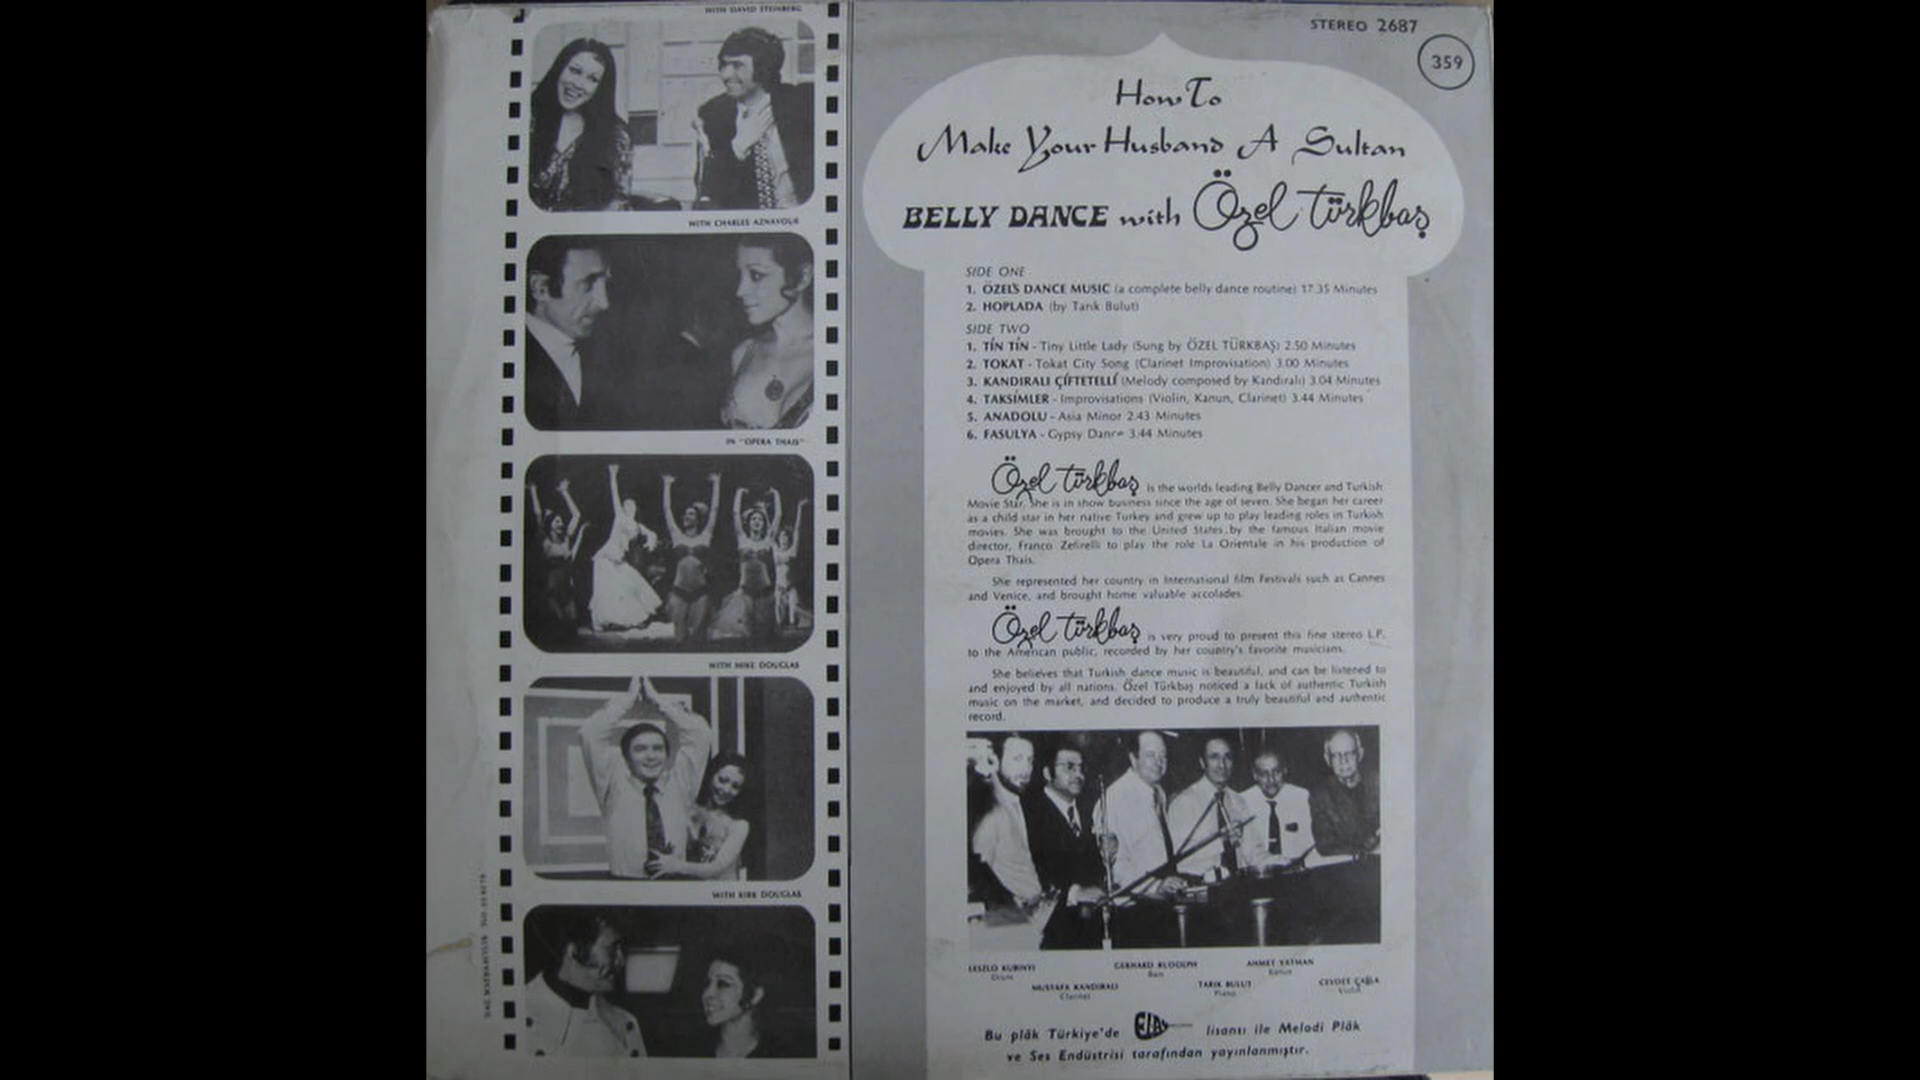 WITH DAVID STEINBERG
WITH CHARLES AZNAVOUR
IN "OPERA THAIS"
WITH MIKE DOUGLAS
WITH KIRK DOUGLAS
STEREO 2687
359
How To
Make Your Husband A Sultan
BELLY DANCE with Özel Türkbaş
SIDE ONE
1. ÖZEL'S DANCE MUSIC (a complete belly dance routine) 17.35 Minutes
2. HOPLADA (by Tarık Bulut)
SIDE TWO
1. TİN TİN - Tiny Little Lady (Sung by ÖZEL TÜRKBAŞ) 2.50 Minutes
2. TOKAT - Tokat City Song (Clarinet Improvisation) 3.00 Minutes
3. KANDIRALI ÇİFTETELLİ (Melody composed by Kandıralı) 3.04 Minutes
4. TAKSİMLER - Improvisations (Violin, Kanun, Clarinet) 3.44 Minutes
5. ANADOLU - Asia Minor 2.43 Minutes
6. FASULYA - Gypsy Dance 3.44 Minutes
Özel Türkbaş is the worlds leading Belly Dancer and Turkish
Movie Star. She is in show business since the age of seven. She began her career
as a child star in her native Turkey and grew up to play leading roles in Turkish
movies. She was brought to the United States by the famous Italian movie
director, Franco Zefirelli to play the role La Orientale in his production of
Opera Thais.
She represented her country in International film Festivals such as Cannes
and Venice, and brought home valuable accolades.
Özel Türkbaş is very proud to present this fine stereo L.P.
to the American public, recorded by her country's favorite musicians.
She believes that Turkish dance music is beautiful, and can be listened to
and enjoyed by all nations. Özel Türkbaş noticed a lack of authentic Turkish
music on the market, and decided to produce a truly beautiful and authentic
record.
LESZLO KUBINYI
Drum
GERHARD RUDOLPH
Bass
AHMET YATMAN
Kanun
MUSTAFA KANDIRALI
Clarinet
TARIK BULUT
Piano
CEVDET ÇAĞLA
Violin
Bu plâk Türkiye'de ELAY lisansı ile Melodi Plâk
ve Ses Endüstrisi tarafından yayınlanmıştır.